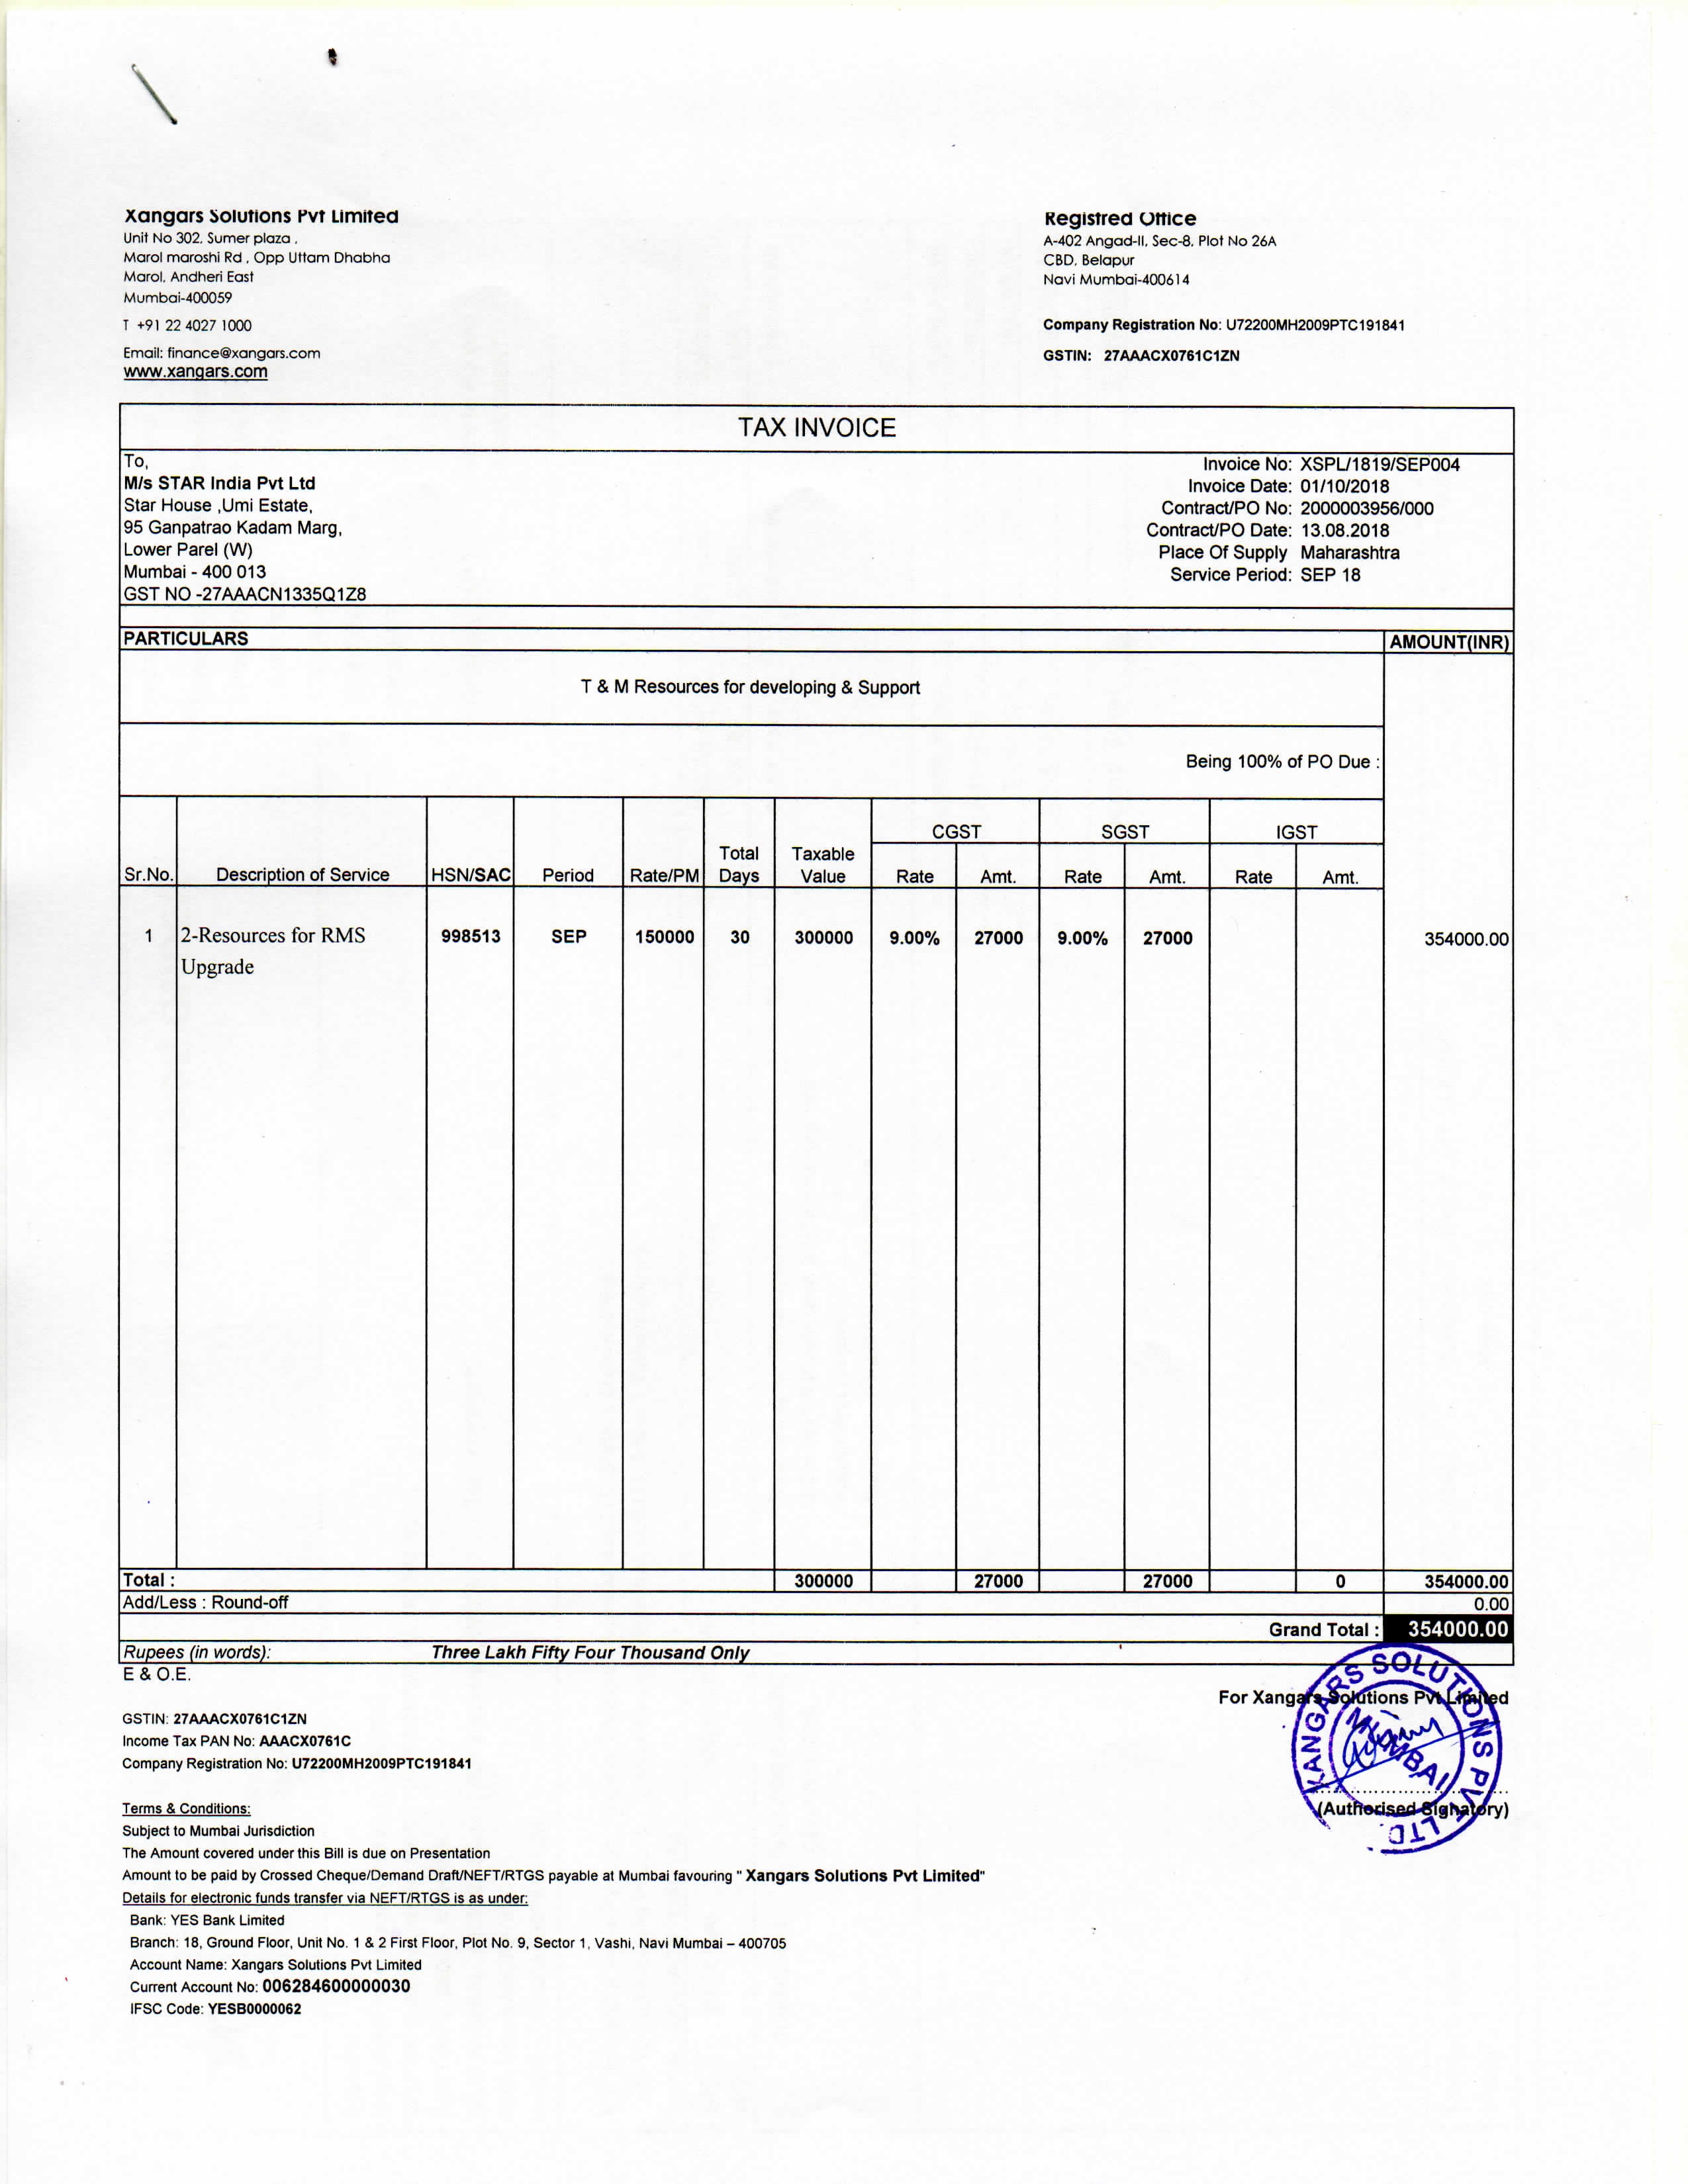 Xangars Solutions Pvt Limited
Unit No 302, Sumer plaza ,
Marol maroshi Rd , Opp Uttam Dhabha
Marol, Andheri East
Mumbai-400059
T +91 22 4027 1000
Email: finance@xangars.com
www.xangars.com
Registred Office
A-402 Angad-II, Sec-8, Plot No 26A
CBD, Belapur
Navi Mumbai-400614
Company Registration No: U72200MH2009PTC191841
GSTIN: 27AAACX0761C1ZN
TAX INVOICE
To,
M/s STAR India Pvt Ltd
Star House ,Umi Estate,
95 Ganpatrao Kadam Marg,
Lower Parel (W)
Mumbai - 400 013
GST NO -27AAACN1335Q1Z8
Invoice No: XSPL/1819/SEP004
Invoice Date: 01/10/2018
Contract/PO No: 2000003956/000
Contract/PO Date: 13.08.2018
Place Of Supply Maharashtra
Service Period: SEP 18
PARTICULARS AMOUNT(INR)
T & M Resources for developing & Support
Being 100% of PO Due :
CGST SGST IGST
Sr.No. Description of Service HSN/SAC Period Rate/PM Total Days Taxable Value Rate Amt. Rate Amt. Rate Amt.
1 2-Resources for RMS 998513 SEP 150000 30 300000 9.00% 27000 9.00% 27000 354000.00
Upgrade
Total : 300000 27000 27000 0 354000.00
Add/Less : Round-off 0.00
Grand Total : 354000.00
Rupees (in words): Three Lakh Fifty Four Thousand Only
E & O.E.
For Xangars Solutions Pvt Limited
XANGARS SOLUTIONS PVT. LTD.
MUMBAI
(Authorised Signatory)
GSTIN: 27AAACX0761C1ZN
Income Tax PAN No: AAACX0761C
Company Registration No: U72200MH2009PTC191841
Terms & Conditions:
Subject to Mumbai Jurisdiction
The Amount covered under this Bill is due on Presentation
Amount to be paid by Crossed Cheque/Demand Draft/NEFT/RTGS payable at Mumbai favouring " Xangars Solutions Pvt Limited"
Details for electronic funds transfer via NEFT/RTGS is as under:
Bank: YES Bank Limited
Branch: 18, Ground Floor, Unit No. 1 & 2 First Floor, Plot No. 9, Sector 1, Vashi, Navi Mumbai – 400705
Account Name: Xangars Solutions Pvt Limited
Current Account No: 006284600000030
IFSC Code: YESB0000062